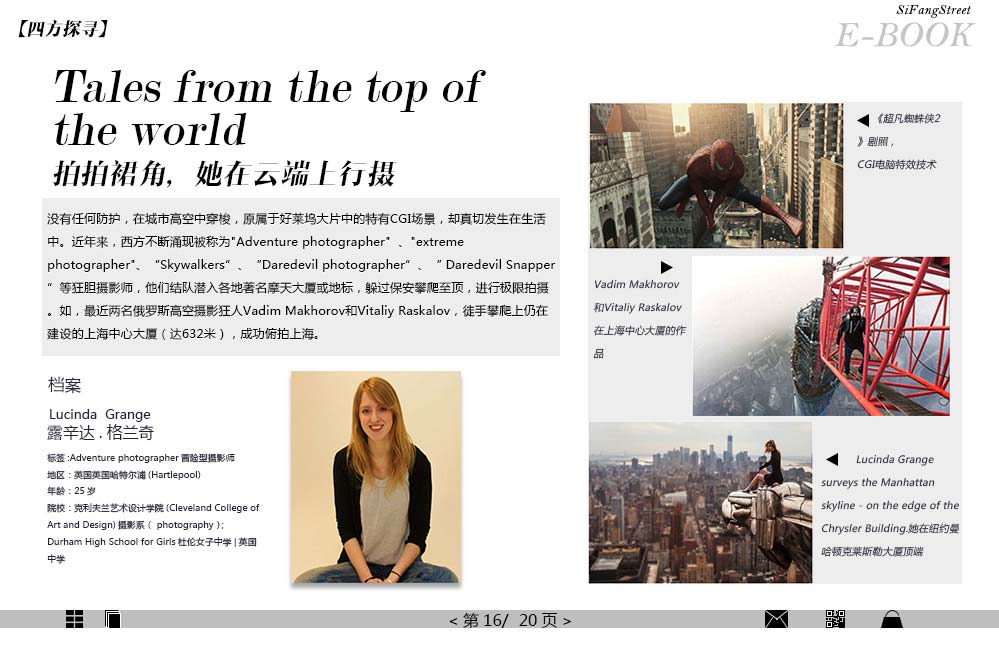 【四方探寻】
SiFangStreet
E-BOOK
Tales from the top of
the world
拍拍裙角，她在云端上行摄
没有任何防护，在城市高空中穿梭，原属于好莱坞大片中的特有CGI场景，却真切发生在生活
中。近年来，西方不断涌现被称为"Adventure photographer" 、"extreme
photographer"、“Skywalkers“ 、“Daredevil photographer“ 、 ” Daredevil Snapper
“ 等狂胆摄影师，他们结队潜入各地著名摩天大厦或地标，躲过保安攀爬至顶，进行极限拍摄
。如，最近两名俄罗斯高空摄影狂人Vadim Makhorov和Vitaliy Raskalov，徒手攀爬上仍在
建设的上海中心大厦（达632米），成功俯拍上海。
档案
Lucinda Grange
露辛达 . 格兰奇
标签 :Adventure photographer 冒险型摄影师
地区：英国英国哈特尔浦 (Hartlepool)
年龄：25 岁
院校：克利夫兰艺术设计学院 (Cleveland College of
Art and Design) 摄影系（ photography ) ;
Durham High School for Girls 杜伦女子中学 | 英国
中学
《超凡蜘蛛侠2
》剧照，
CGI电脑特效技术
Vadim Makhorov
和Vitaliy Raskalov
在上海中心大厦的作
品
Lucinda Grange
surveys the Manhattan
skyline - on the edge of the
Chrysler Building.她在纽约曼
哈顿克莱斯勒大厦顶端
< 第 16/ 20 页 >